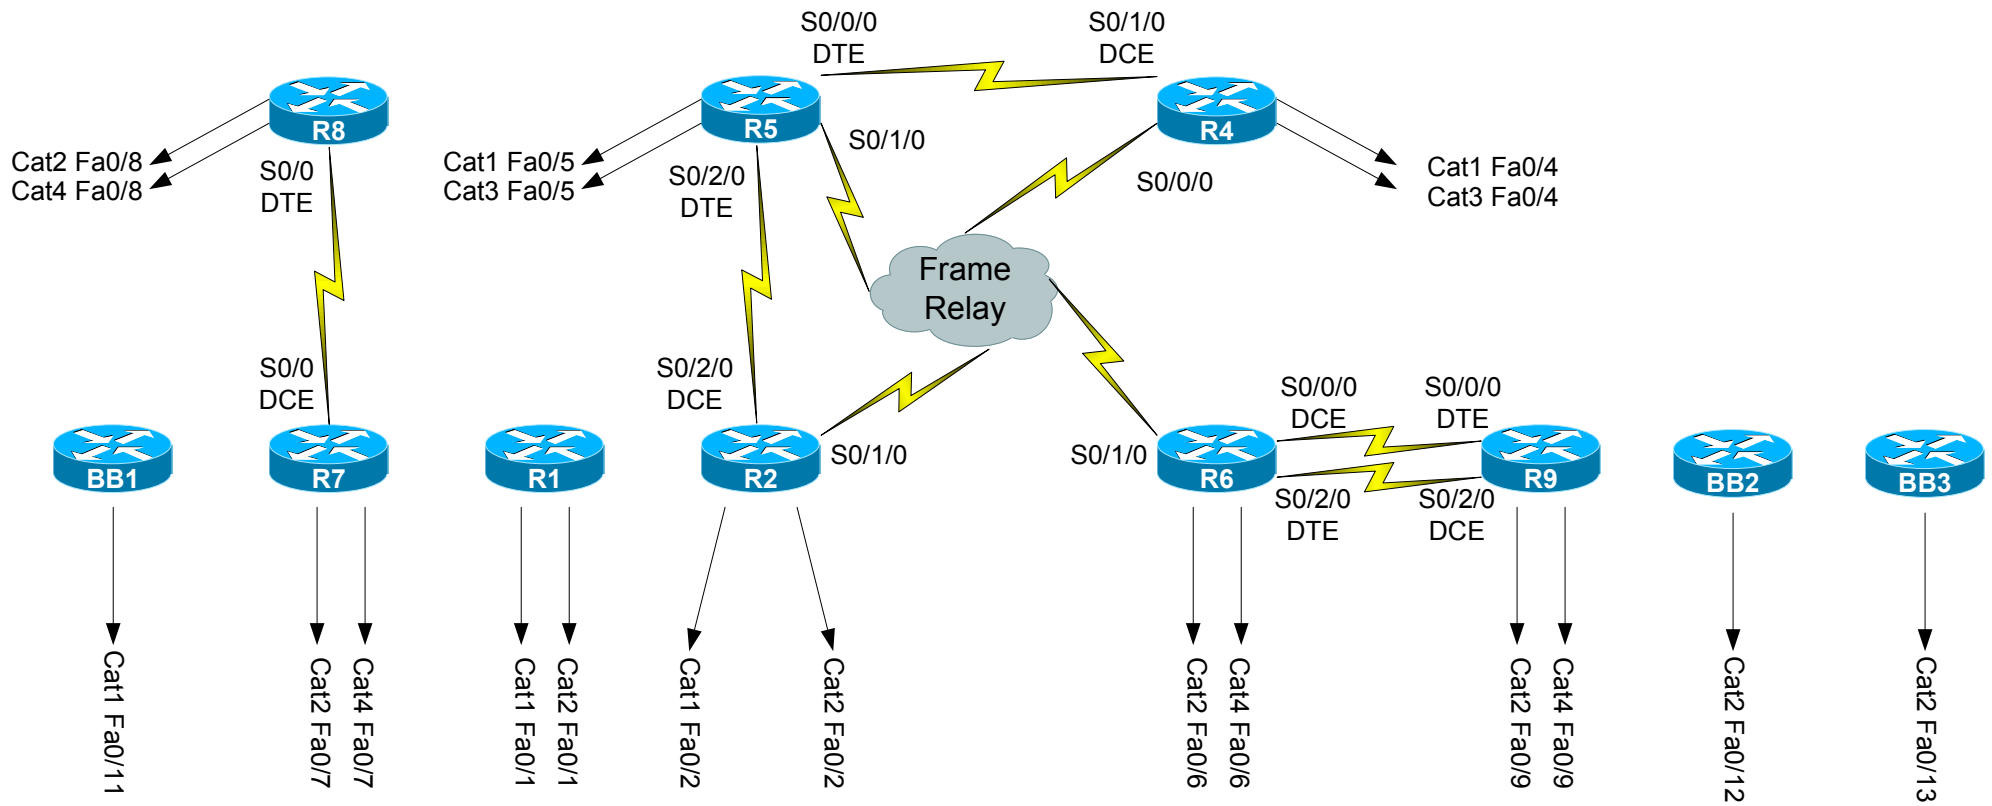 S0/0/0
DTE
S0/1/0
DCE
R8
R5
R4
Cat2 Fa0/8
Cat4 Fa0/8
S0/0
DTE
Cat1 Fa0/5
Cat3 Fa0/5
S0/2/0
DTE
S0/1/0
S0/0/0
Cat1 Fa0/4
Cat3 Fa0/4
Frame
Relay
S0/0
DCE
S0/2/0
DCE
S0/0/0
DCE
S0/0/0
DTE
BB1
R7
R1
R2
S0/1/0
S0/1/0
R6
R9
BB2
BB3
S0/2/0
DTE
S0/2/0
DCE
Cat1 Fa0/11
Cat2 Fa0/7
Cat4 Fa0/7
Cat1 Fa0/1
Cat2 Fa0/1
Cat1 Fa0/2
Cat2 Fa0/2
Cat2 Fa0/6
Cat4 Fa0/6
Cat2 Fa0/9
Cat4 Fa0/9
Cat2 Fa0/12
Cat2 Fa0/13